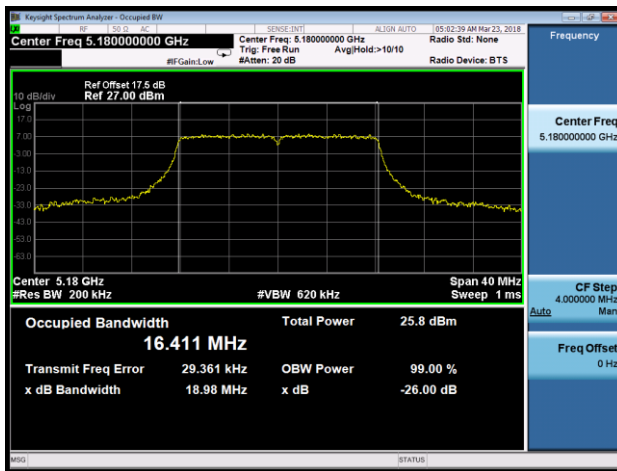 Keysight Spectrum Analyzer - Occupied BW
RF 50 Ω AC SENSE:INT ALIGN AUTO 05:02:39 AM Mar 23, 2018
Center Freq 5.180000000 GHz
Center Freq: 5.180000000 GHz
Radio Std: None
Trig: Free Run Avg|Hold:>10/10
#IFGain:Low
#Atten: 20 dB
Radio Device: BTS
Frequency
Ref Offset 17.5 dB
10 dB/div Ref 27.00 dBm
Log
17.0
7.00
-3.00
-13.0
-23.0
-33.0
-43.0
-53.0
-63.0
Center 5.18 GHz
Span 40 MHz
#Res BW 200 kHz
#VBW 620 kHz
Sweep 1 ms
Occupied Bandwidth
16.411 MHz
Total Power 25.8 dBm
Transmit Freq Error 29.361 kHz
OBW Power 99.00 %
x dB Bandwidth 18.98 MHz
x dB -26.00 dB
Center Freq
5.180000000 GHz
CF Step
4.000000 MHz
Auto Man
Freq Offset
0 Hz
MSG
STATUS